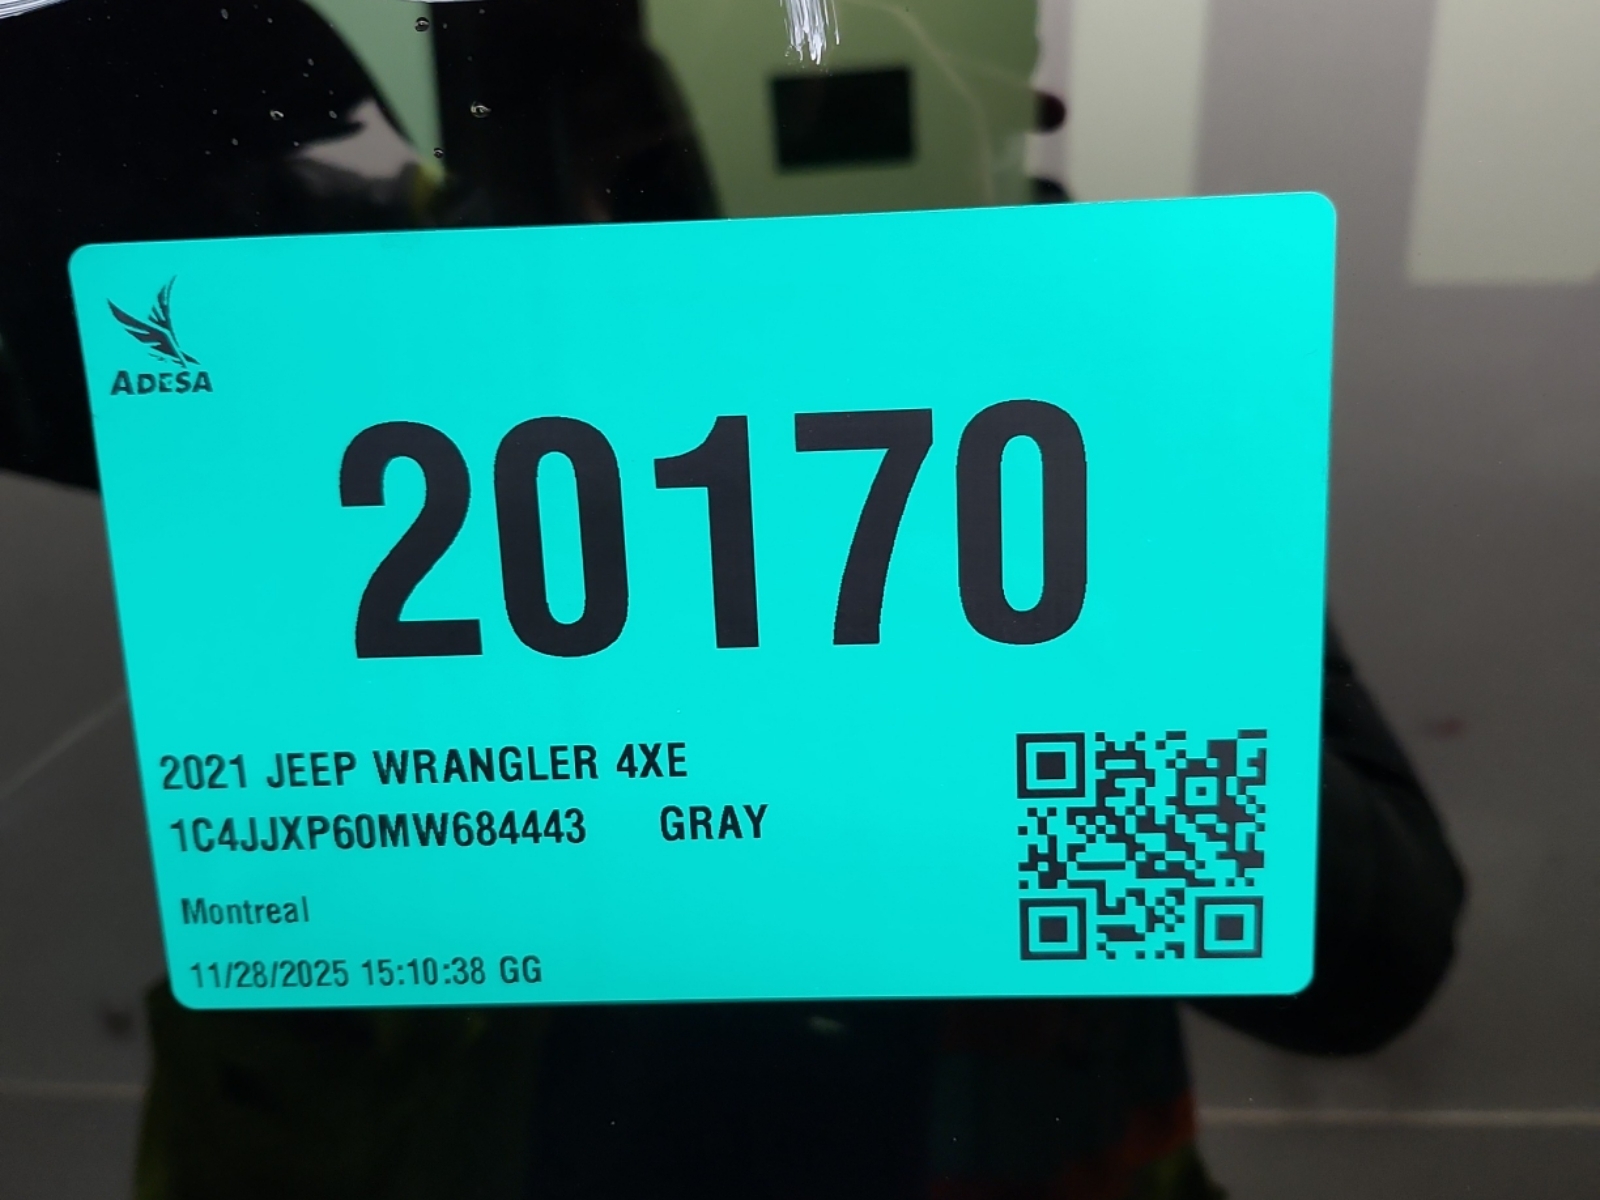 ADESA
20170
2021 JEEP WRANGLER 4XE
1C4JJXP60MW684443 GRAY
Montreal
11/28/2025 15:10:38 GG